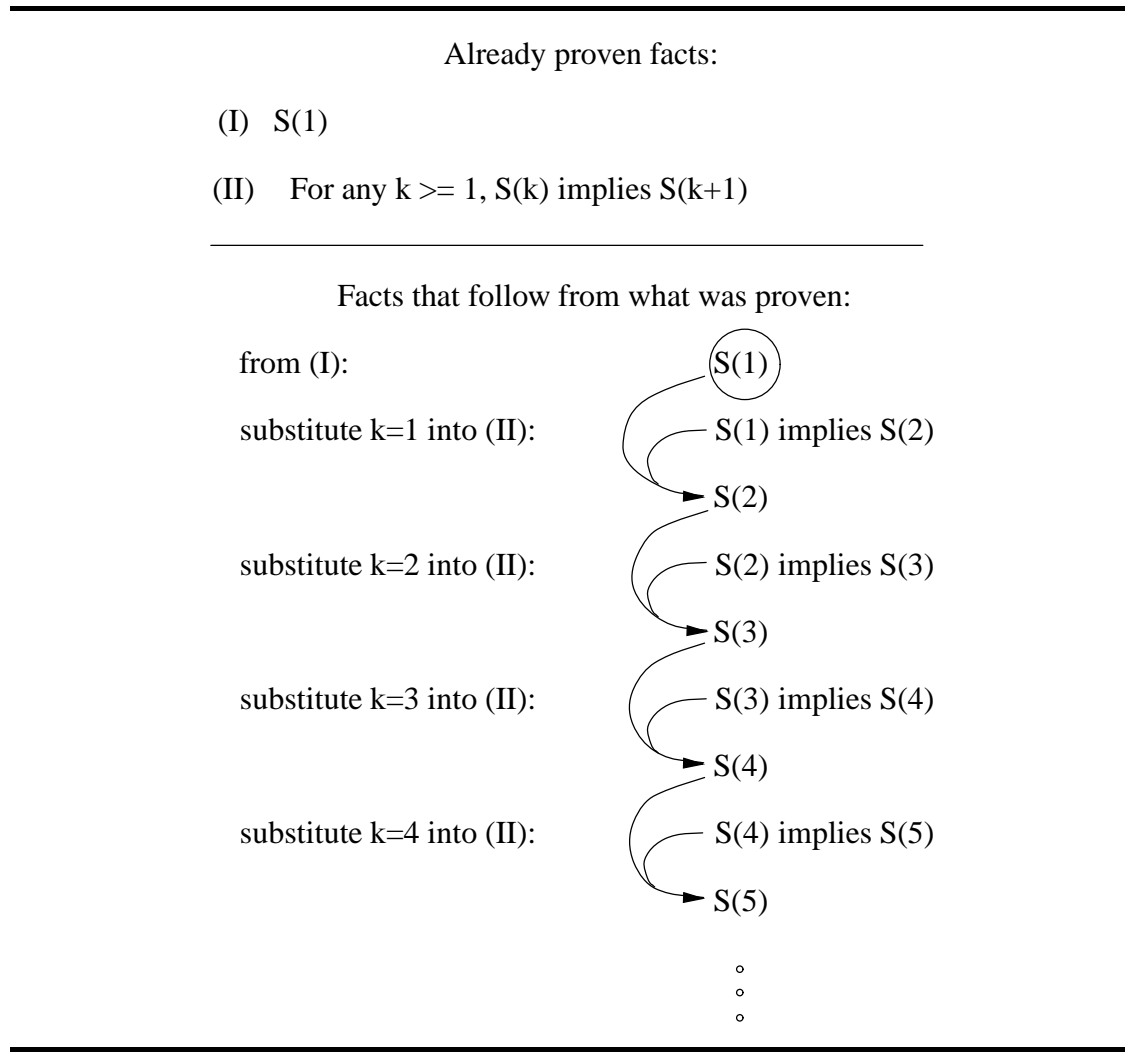 Already proven facts:
(I) S(1)
(II) For any k >= 1, S(k) implies S(k+1)
Facts that follow from what was proven:
from (I): S(1)
substitute k=1 into (II): S(1) implies S(2)
S(2)
substitute k=2 into (II): S(2) implies S(3)
S(3)
substitute k=3 into (II): S(3) implies S(4)
S(4)
substitute k=4 into (II): S(4) implies S(5)
S(5)